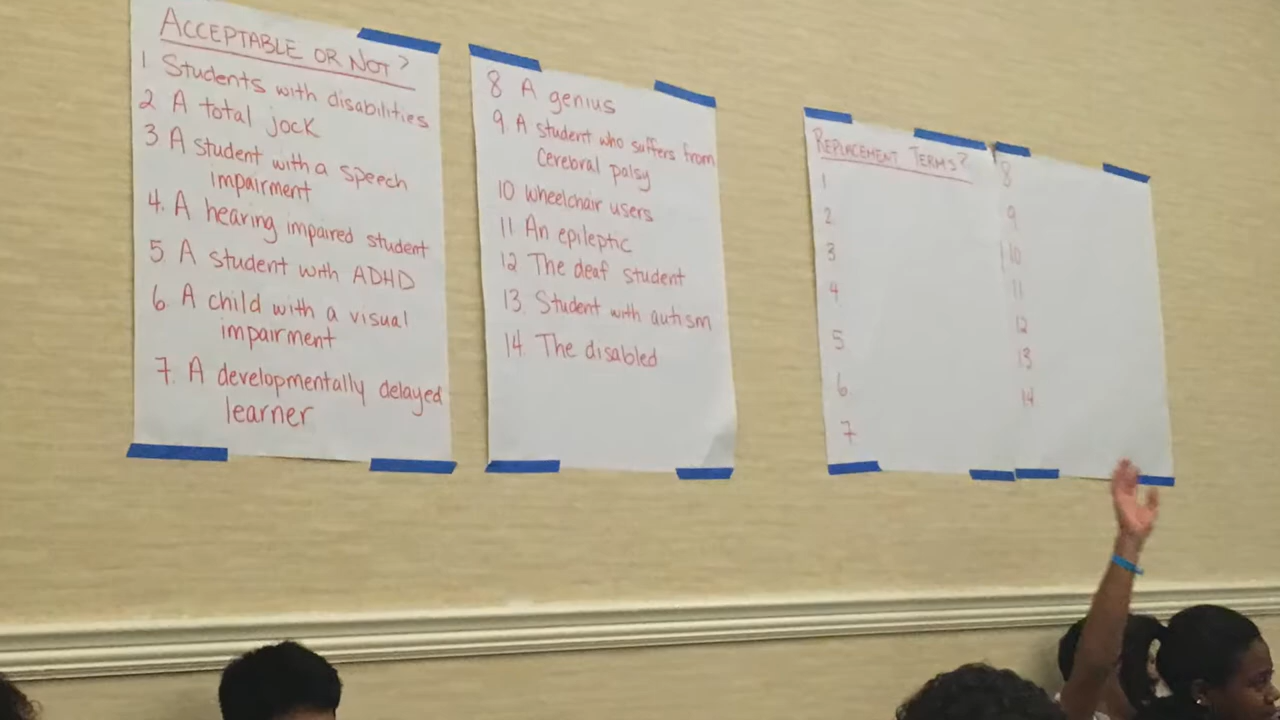 ACCEPTABLE OR NOT?
1 Students with disabilities
2 A total jock
3 A student with a speech
impairment
4. A hearing impaired student
5. A student with ADHD
6. A child with a visual
impairment
7. A developmentally delayed
learner
8 A genius
9. A student who suffers from
cerebral palsy
10 wheelchair users
11 An epileptic
12 The deaf student
13. Student with autism
14. The disabled
REPLACEMENT TERMS?
1
2
3
4
5
6.
7
8
9
10
11
12
13
14